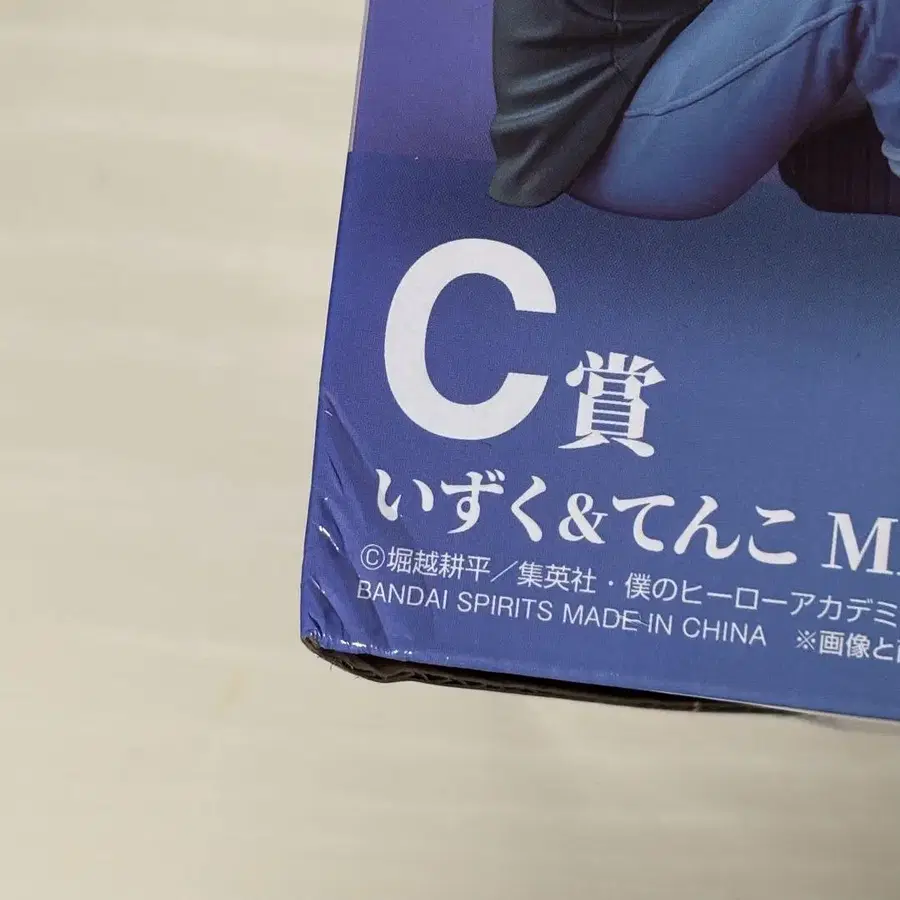 C賞
いずく&てんこ M
©堀越耕平／集英社・僕のヒーローアカデミ
BANDAI SPIRITS MADE IN CHINA ※画像と